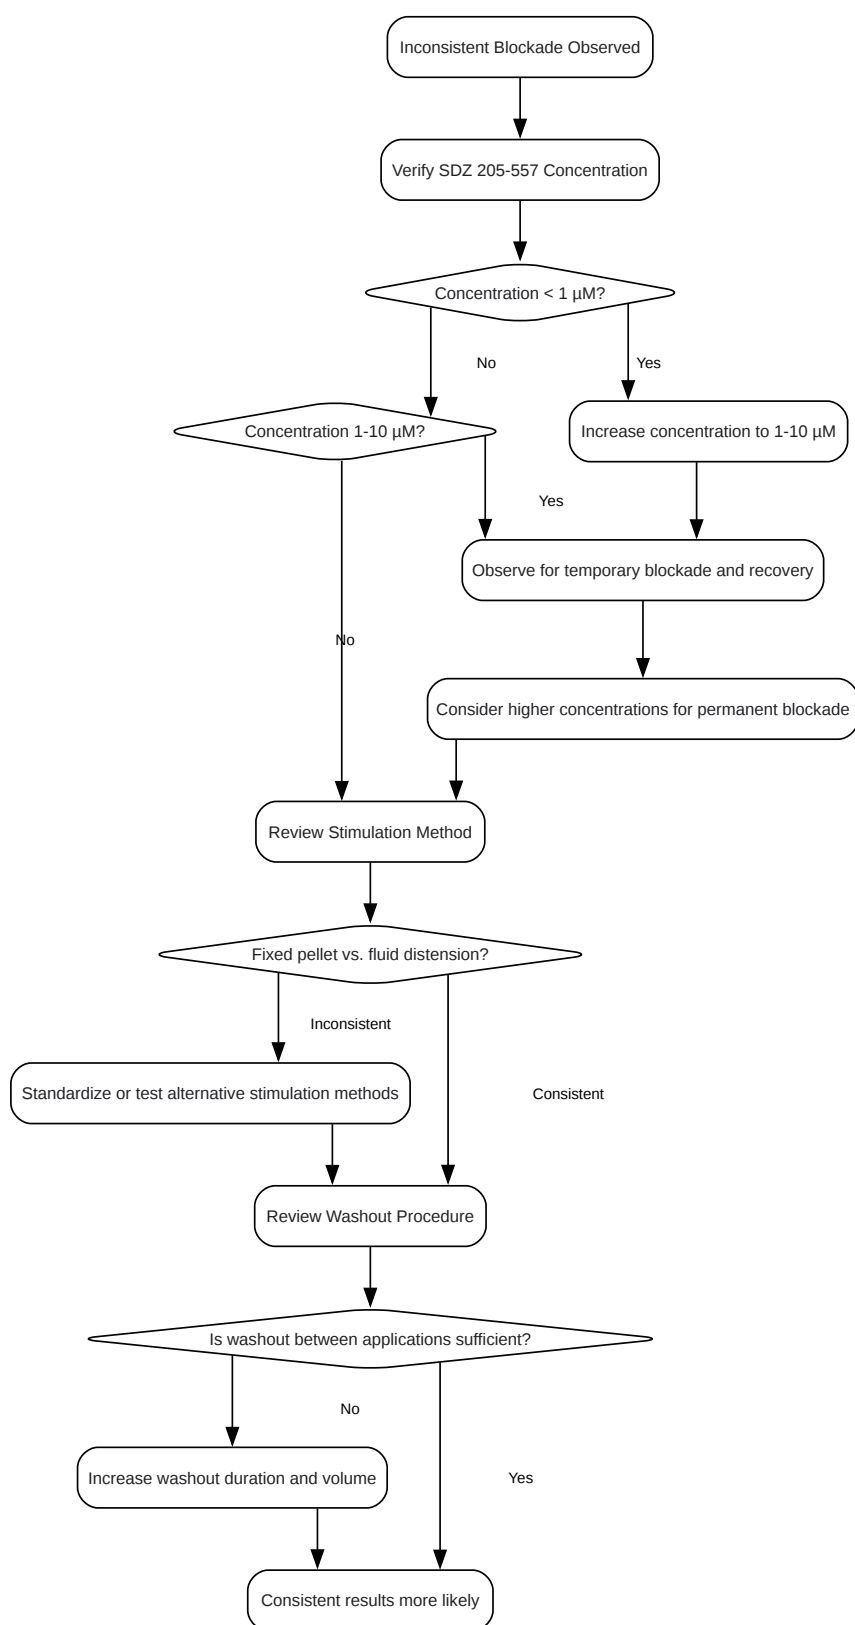 Inconsistent Blockade Observed
Verify SDZ 205-557 Concentration
Concentration < 1 µM?
No
Yes
Concentration 1-10 µM?
Increase concentration to 1-10 µM
Yes
Observe for temporary blockade and recovery
No
Consider higher concentrations for permanent blockade
Review Stimulation Method
Fixed pellet vs. fluid distension?
Inconsistent
Standardize or test alternative stimulation methods
Consistent
Review Washout Procedure
Is washout between applications sufficient?
No
Increase washout duration and volume
Yes
Consistent results more likely